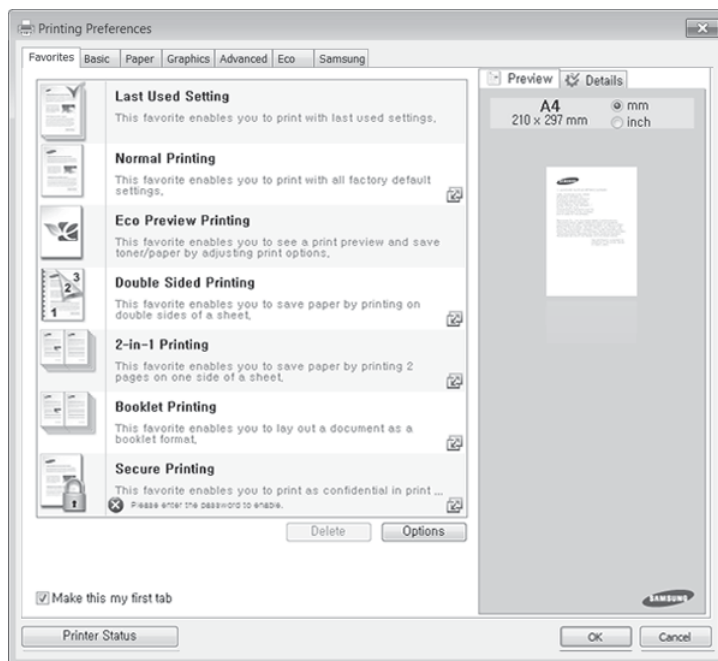 Printing Preferences
Favorites Basic Paper Graphics Advanced Eco Samsung
Last Used Setting
This favorite enables you to print with last used settings.
Normal Printing
This favorite enables you to print with all factory default
settings.
Eco Preview Printing
This favorite enables you to see a print preview and save
toner/paper by adjusting print options.
Double Sided Printing
This favorite enables you to save paper by printing on
double sides of a sheet.
2-in-1 Printing
This favorite enables you to save paper by printing 2
pages on one side of a sheet.
Booklet Printing
This favorite enables you to lay out a document as a
booklet format.
Secure Printing
This favorite enables you to print as confidential in print ...
Please enter the password to enable.
1 2 3
Delete Options
Make this my first tab
Preview Details
A4 mm
210 x 297 mm inch
SAMSUNG
Printer Status OK Cancel